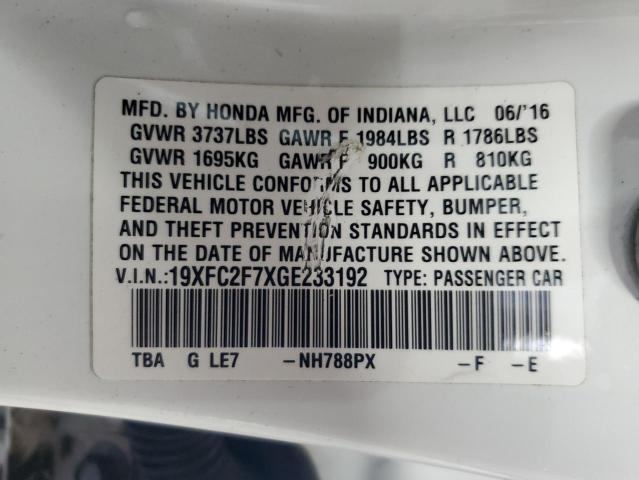 MFD. BY HONDA MFG. OF INDIANA, LLC 06/'16
GVWR 3737LBS GAWR F 1984LBS R 1786LBS
GVWR 1695KG GAWR F 900KG R 810KG
THIS VEHICLE CONFORMS TO ALL APPLICABLE
FEDERAL MOTOR VEHICLE SAFETY, BUMPER,
AND THEFT PREVENTION STANDARDS IN EFFECT
ON THE DATE OF MANUFACTURE SHOWN ABOVE.
V.I.N.:19XFC2F7XGE233192 TYPE: PASSENGER CAR
TBA G LE7 –NH788PX –F –E